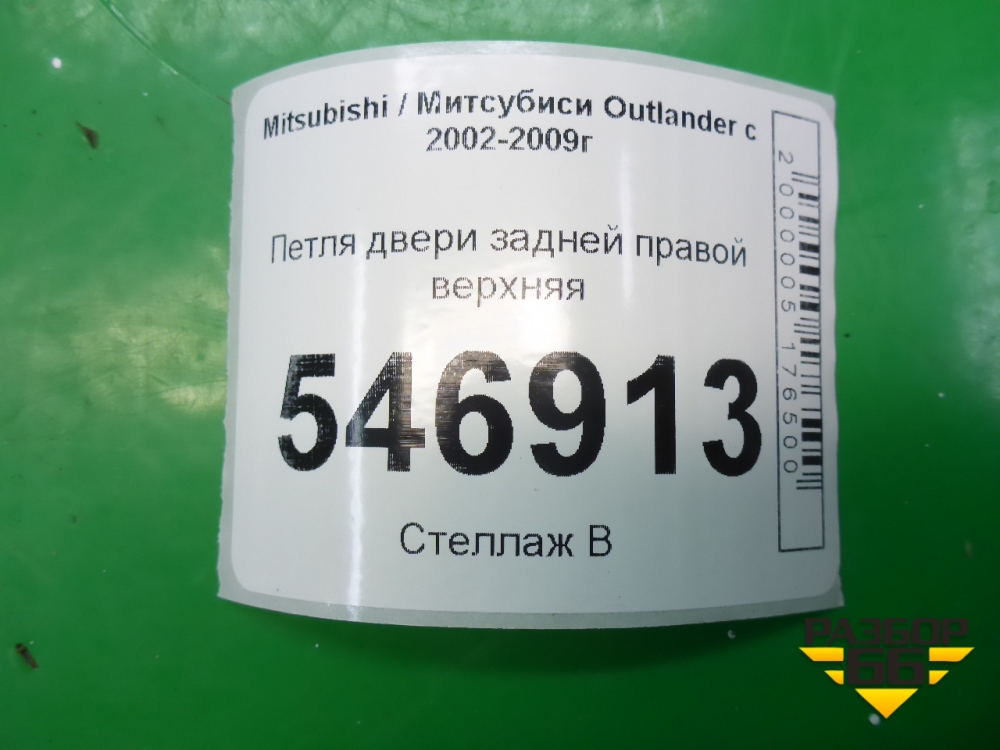 Mitsubishi / Митсубиси Outlander с
2002-2009г
Петля двери задней правой
верхняя
546913
Стеллаж В
2000005176500
РАЗБОР
66